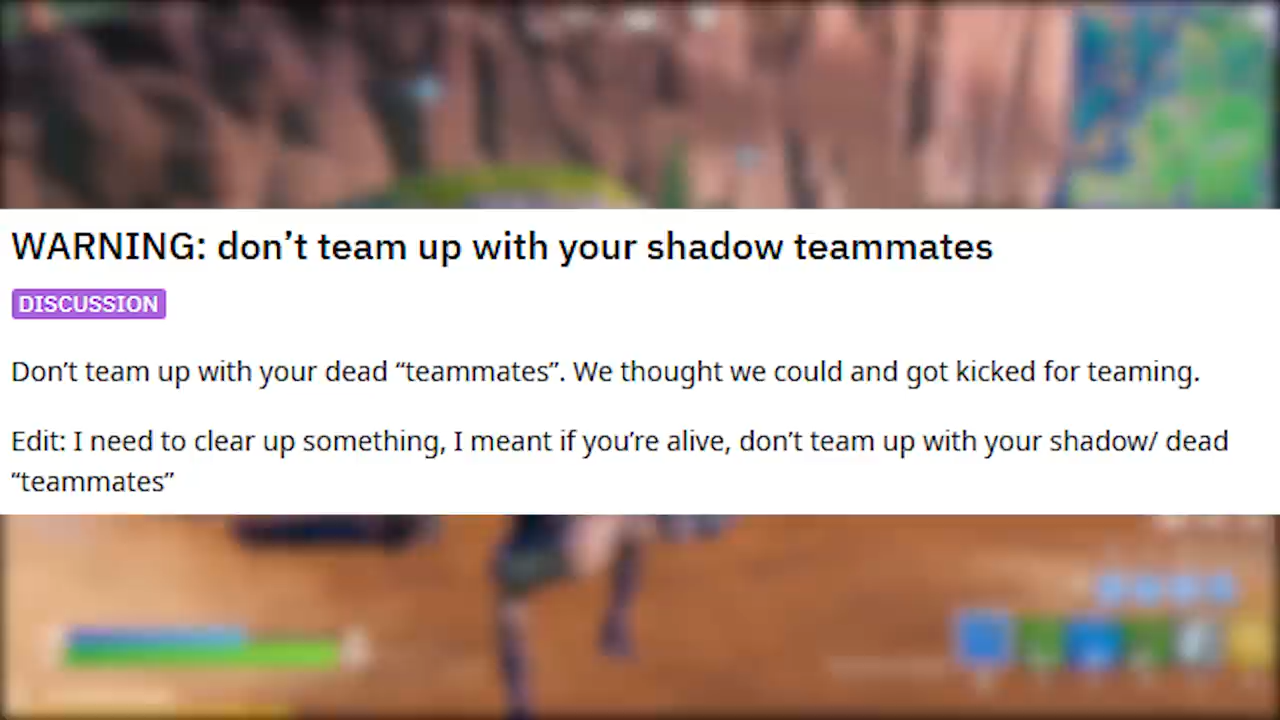 WARNING: don’t team up with your shadow teammates
DISCUSSION
Don’t team up with your dead “teammates”. We thought we could and got kicked for teaming.
Edit: I need to clear up something, I meant if you’re alive, don’t team up with your shadow/ dead
“teammates”